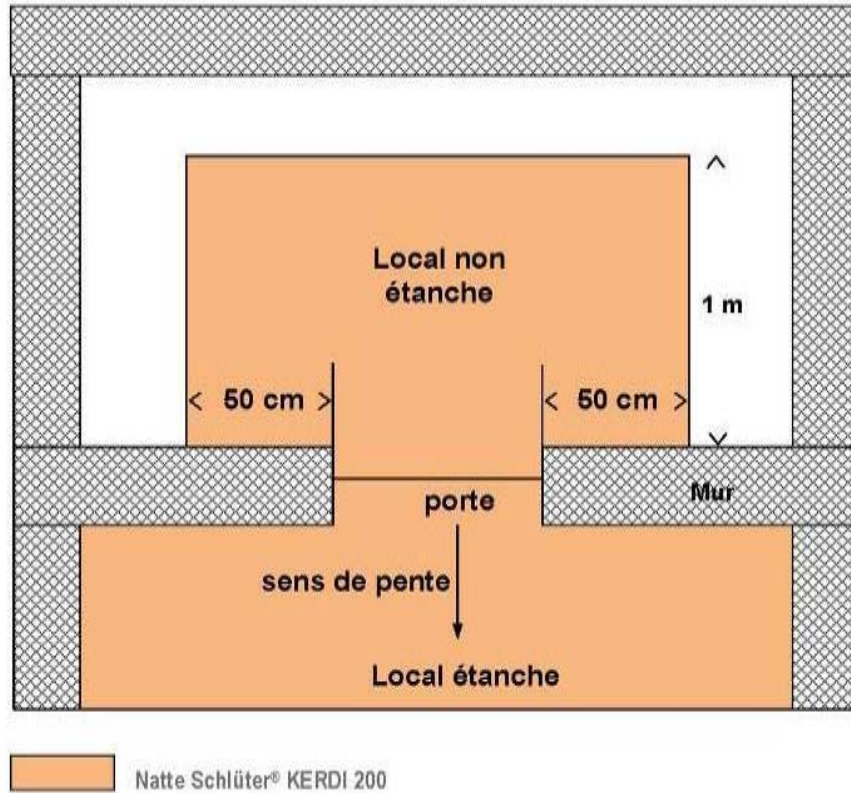 Local non
étanche
1 m
< 50 cm >
< 50 cm >
Mur
porte
sens de pente
Local étanche
Natte Schlüter® KERDI 200